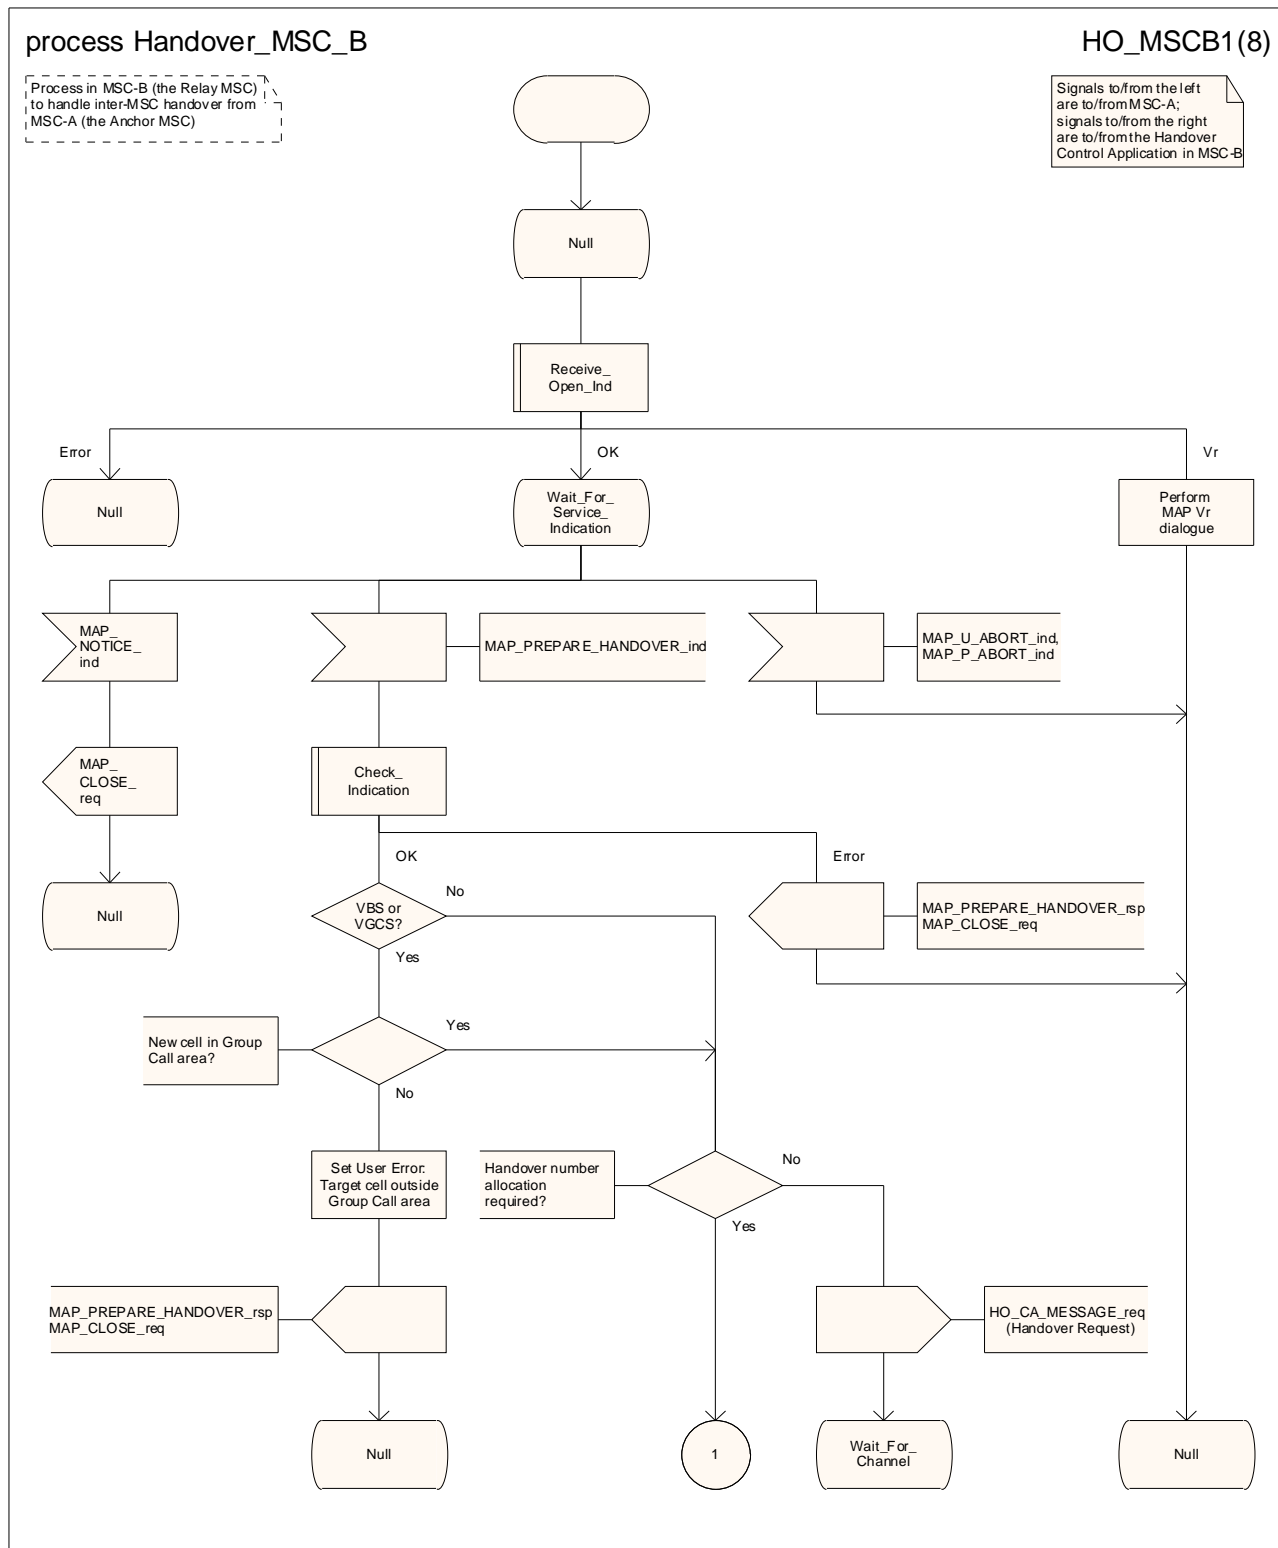 process Handover_MSC_B
HO_MSCB1(8)
Process in MSC-B (the Relay MSC)
to handle inter-MSC handover from
MSC-A (the Anchor MSC)
Signals to/from the left
are to/from MSC-A;
signals to/from the right
are to/from the Handover
Control Application in MSC-B
Null
Receive_
Open_Ind
Error
OK
Vr
Null
Wait_For_
Service_
Indication
Perform
MAP Vr
dialogue
MAP_
NOTICE_
ind
MAP_PREPARE_HANDOVER_ind
MAP_U_ABORT_ind,
MAP_P_ABORT_ind
MAP_
CLOSE_
req
Check_
Indication
OK
Error
Null
VBS or
VGCS?
No
Yes
MAP_PREPARE_HANDOVER_rsp
MAP_CLOSE_req
New cell in Group
Call area?
Yes
No
Set User Error:
Target cell outside
Group Call area
Handover number
allocation
required?
No
Yes
MAP_PREPARE_HANDOVER_rsp
MAP_CLOSE_req
HO_CA_MESSAGE_req
(Handover Request)
Null
1
Wait_For_
Channel
Null